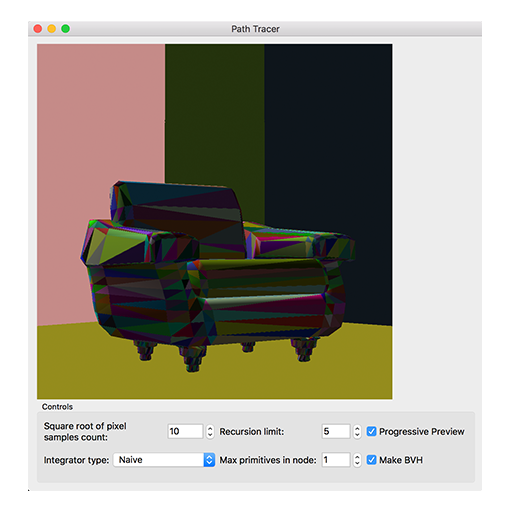 Path Tracer
Controls
Square root of pixel
samples count:
10
Recursion limit:
5
Progressive Preview
Integrator type:
Naive
Max primitives in node:
1
Make BVH